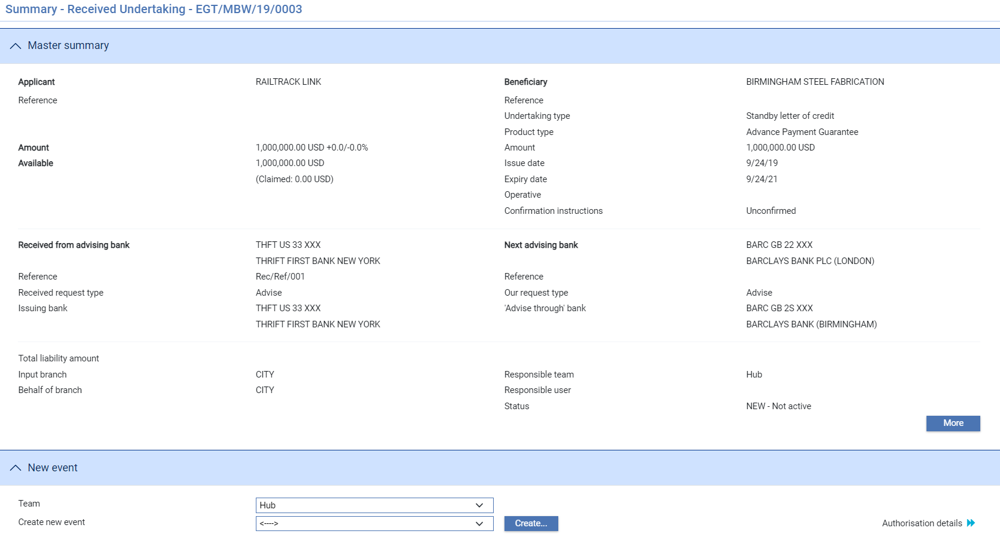 Summary - Received Undertaking - EGT/MBW/19/0003
Master summary
Applicant RAILTRACK LINK Beneficiary BIRMINGHAM STEEL FABRICATION
Reference Reference
Undertaking type Standby letter of credit
Product type Advance Payment Guarantee
Amount 1,000,000.00 USD +0.0/-0.0% Amount 1,000,000.00 USD
Available 1,000,000.00 USD Issue date 9/24/19
(Claimed: 0.00 USD) Expiry date 9/24/21
Operative
Confirmation instructions Unconfirmed
Received from advising bank THFT US 33 XXX Next advising bank BARC GB 22 XXX
THRIFT FIRST BANK NEW YORK BARCLAYS BANK PLC (LONDON)
Reference Rec/Ref/001 Reference
Received request type Advise Our request type Advise
Issuing bank THFT US 33 XXX 'Advise through' bank BARC GB 2S XXX
THRIFT FIRST BANK NEW YORK BARCLAYS BANK (BIRMINGHAM)
Total liability amount
Input branch CITY Responsible team Hub
Behalf of branch CITY Responsible user
Status NEW - Not active
More
New event
Team Hub
Create new event <----> Create... Authorisation details